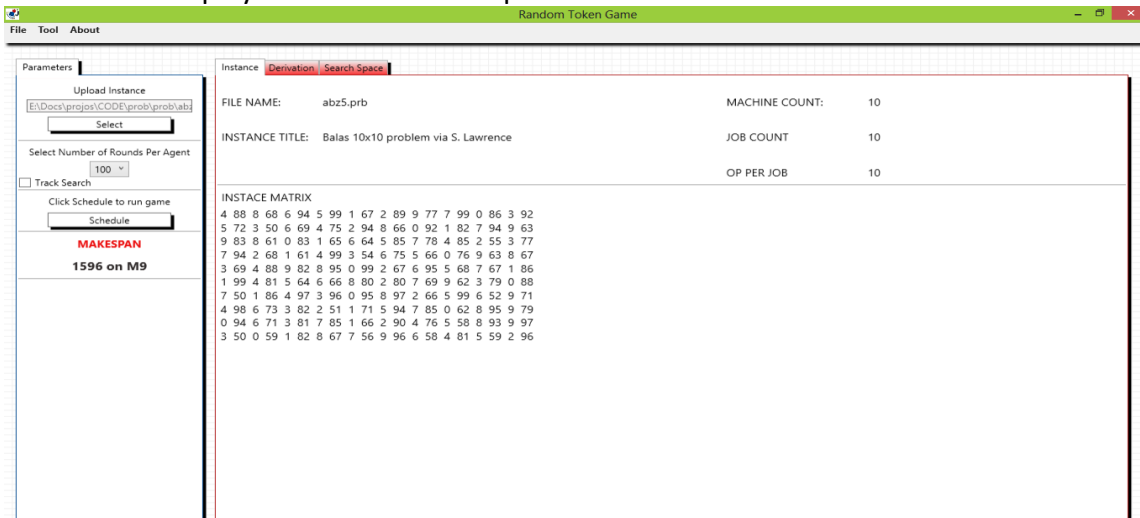 Random Token Game
File Tool About
Parameters
Upload Instance
E:\Docs\projos\CODE\prob\prob\abz
Select
Select Number of Rounds Per Agent
100
Track Search
Click Schedule to run game
Schedule
MAKESPAN
1596 on M9
Instance Derivation Search Space
FILE NAME: abz5.prb MACHINE COUNT: 10
INSTANCE TITLE: Balas 10x10 problem via S. Lawrence JOB COUNT 10
OP PER JOB 10
INSTACE MATRIX
4 88 8 68 6 94 5 99 1 67 2 89 9 77 7 99 0 86 3 92
5 72 3 50 6 69 4 75 2 94 8 66 0 92 1 82 7 94 9 63
9 83 8 61 0 83 1 65 6 64 5 85 7 78 4 85 2 55 3 77
7 94 2 68 1 61 4 99 3 54 6 75 5 66 0 76 9 63 8 67
3 69 4 88 9 82 8 95 0 99 2 67 6 95 5 68 7 67 1 86
1 99 4 81 5 64 6 66 8 80 2 80 7 69 9 62 3 79 0 88
7 50 1 86 4 97 3 96 0 95 8 97 2 66 5 99 6 52 9 71
4 98 6 73 3 82 2 51 1 71 5 94 7 85 0 62 8 95 9 79
0 94 6 71 3 81 7 85 1 66 2 90 4 76 5 58 8 93 9 97
3 50 0 59 1 82 8 67 7 56 9 96 6 58 4 81 5 59 2 96